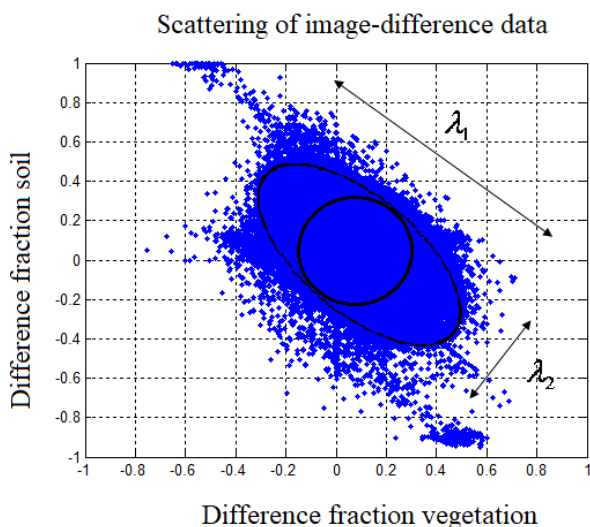 Scattering of image-difference data
1
0.8
0.6
0.4
0.2
0
-0.2
-0.4
-0.6
-0.8
-1
Difference fraction soil
λ1
λ2
-1 -0.8 -0.6 -0.4 -0.2 0 0.2 0.4 0.6 0.8 1
Difference fraction vegetation